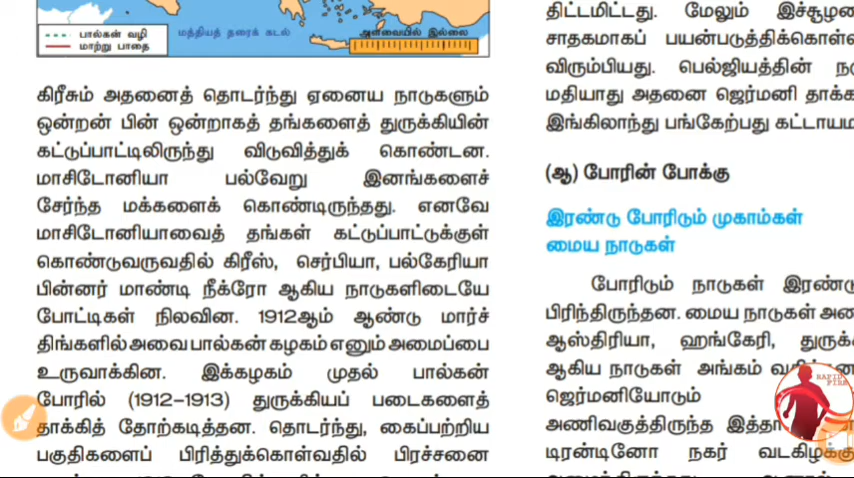 பால்கன் வழி
மாற்று பாதை
மத்தியத் தரைக் கடல்
அளவையில் இல்லை
கிரீசும் அதனைத் தொடர்ந்து ஏனைய நாடுகளும்
ஒன்றன் பின் ஒன்றாகத் தங்களைத் துருக்கியின்
கட்டுப்பாட்டிலிருந்து விடுவித்துக் கொண்டன.
மாசிடோனியா பல்வேறு இனங்களைச்
சேர்ந்த மக்களைக் கொண்டிருந்தது. எனவே
மாசிடோனியாவைத் தங்கள் கட்டுப்பாட்டுக்குள்
கொண்டுவருவதில் கிரீஸ், செர்பியா, பல்கேரியா
பின்னர் மாண்டி நீக்ரோ ஆகிய நாடுகளிடையே
போட்டிகள் நிலவின. 1912ஆம் ஆண்டு மார்ச்
திங்களில் அவை பால்கன் கழகம் எனும் அமைப்பை
உருவாக்கின. இக்கழகம் முதல் பால்கன்
போரில் (1912–1913) துருக்கியப் படைகளைத்
தாக்கித் தோற்கடித்தன. தொடர்ந்து, கைப்பற்றிய
பகுதிகளைப் பிரித்துக்கொள்வதில் பிரச்சனை
திட்டமிட்டது. மேலும் இச்சூழ
சாதகமாகப் பயன்படுத்திக்கொள்
விரும்பியது. பெல்ஜியத்தின் ந
மதியாது அதனை ஜெர்மனி தாக்க
இங்கிலாந்து பங்கேற்பது கட்டாயம
(ஆ) போரின் போக்கு
இரண்டு போரிடும் முகாம்கள்
மைய நாடுகள்
போரிடும் நாடுகள் இரண்டு
பிரிந்திருந்தன. மைய நாடுகள் அண
ஆஸ்திரியா, ஹங்கேரி, துருக்
ஆகிய நாடுகள் அங்கம்
ஜெர்மனியோடும்
அணிவகுத்திருந்த
டிரன்டினோ நகர் வடகிழக்கு
RAPID
FIRE